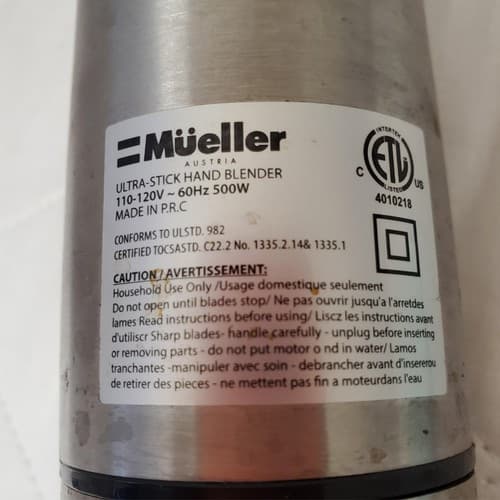 Müeller
AUSTRIA
ULTRA-STICK HAND BLENDER
110-120V ~ 60Hz 500W
MADE IN P.R.C
CONFORMS TO ULSTD. 982
CERTIFIED TOCSASTD. C22.2 No. 1335.2.14& 1335.1
INTERTEK
C ETL US
LISTED
4010218
CAUTION/AVERTISSEMENT:
Household Use Only /Usage domestique seulement
Do not open until blades stop/ Ne pas ouvrir jusqu'a l'arretdes
lames Read instructions before using/ Liscz les instructions avant
d'utiliscr Sharp blades- handle carefully - unplug before inserting
or removing parts - do not put motor o nd in water/ Lamos
tranchantes -manipuler avec soin - debrancher avant d'insererou
de retirer des pieces - ne mettent pas fin a moteurdans l'eau